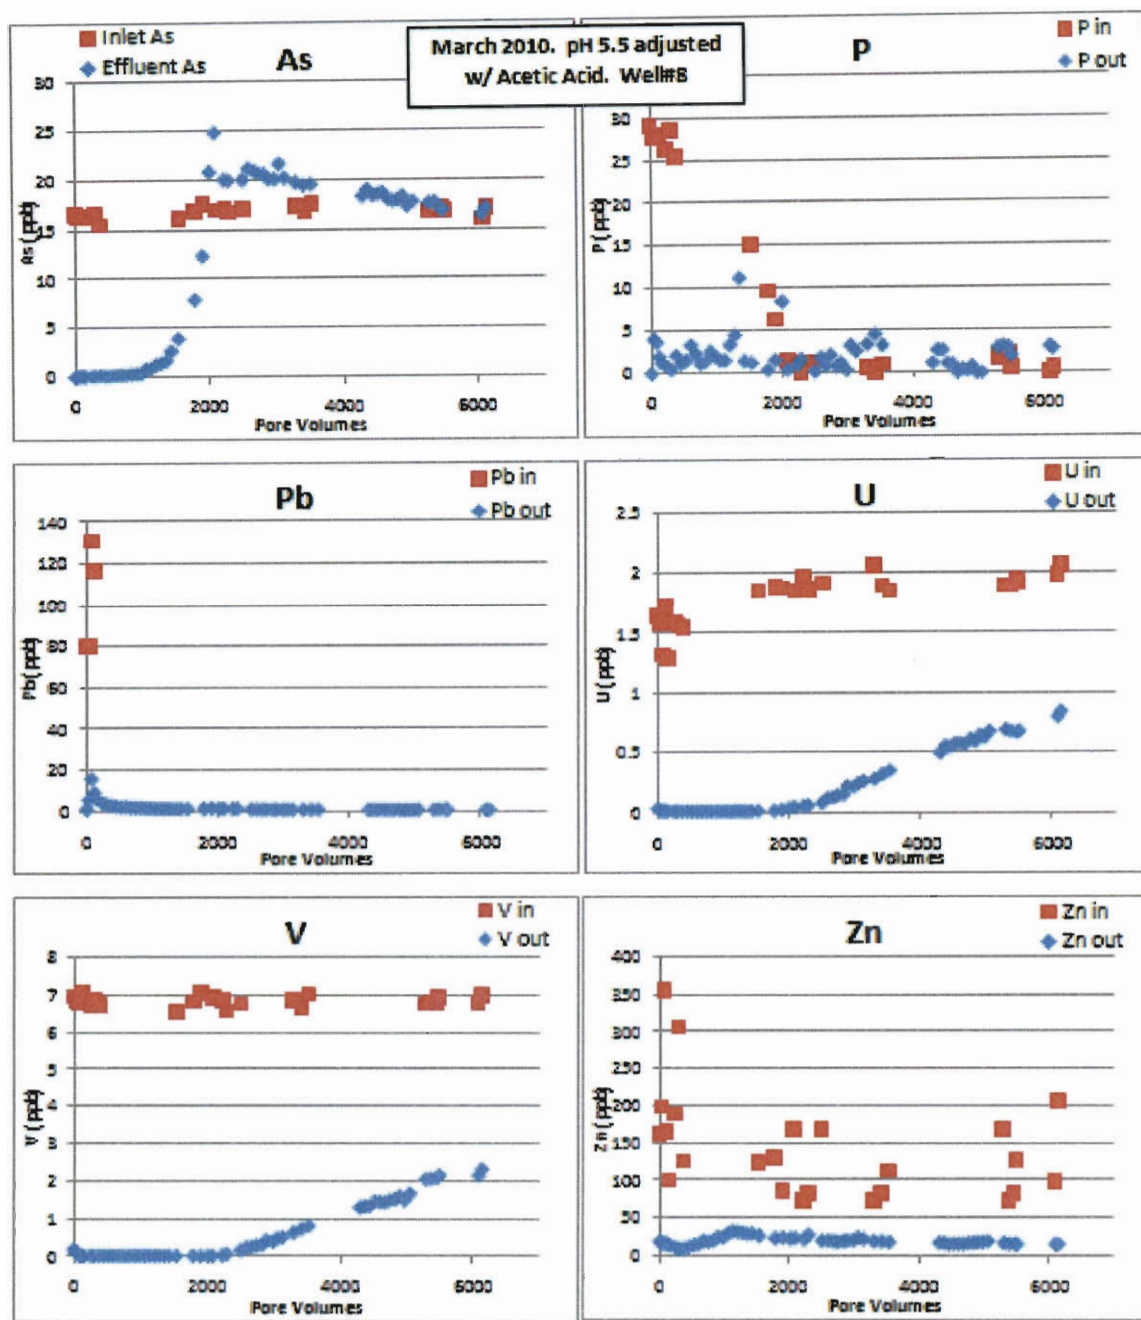 Inlet As
Effluent As
As
March 2010. pH 5.5 adjusted
w/ Acetic Acid. Well#8
P
P in
P out
30
25
20
15
10
5
0
As (ppb)
0 2000 4000 6000
Pore Volumes
30
25
20
15
10
5
0
P (ppb)
0 2000 4000 6000
Pore Volumes
Pb
Pb in
Pb out
140
120
100
80
60
40
20
0
Pb (ppb)
0 2000 4000 6000
Pore Volumes
U
U in
U out
2.5
2
1.5
1
0.5
0
U (ppb)
0 2000 4000 6000
Pore Volumes
V
V in
V out
8
7
6
5
4
3
2
1
0
V (ppb)
0 2000 4000 6000
Pore Volumes
Zn
Zn in
Zn out
400
350
300
250
200
150
100
50
0
Zn (ppb)
0 2000 4000 6000
Pore Volumes